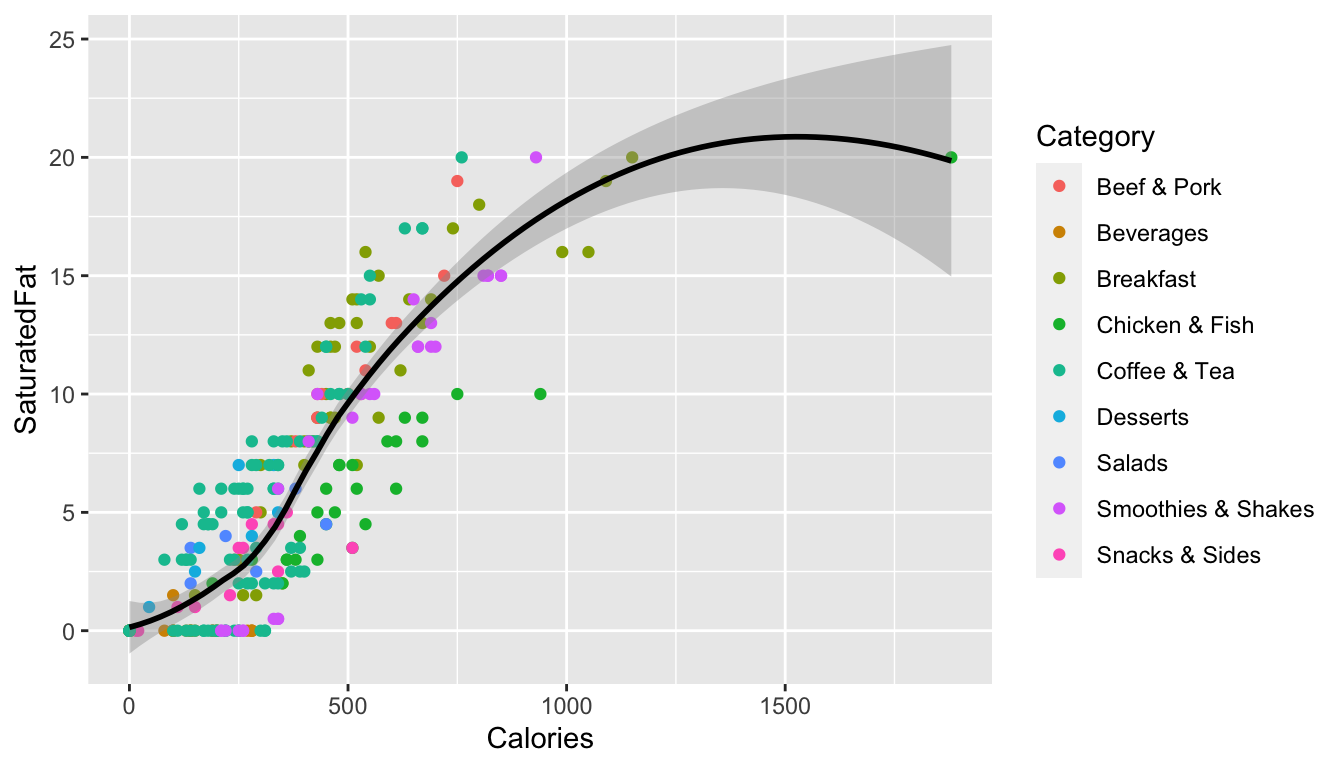 25
20
15
10
5
0
SaturatedFat
0 500 1000 1500
Calories
Category
Beef & Pork
Beverages
Breakfast
Chicken & Fish
Coffee & Tea
Desserts
Salads
Smoothies & Shakes
Snacks & Sides